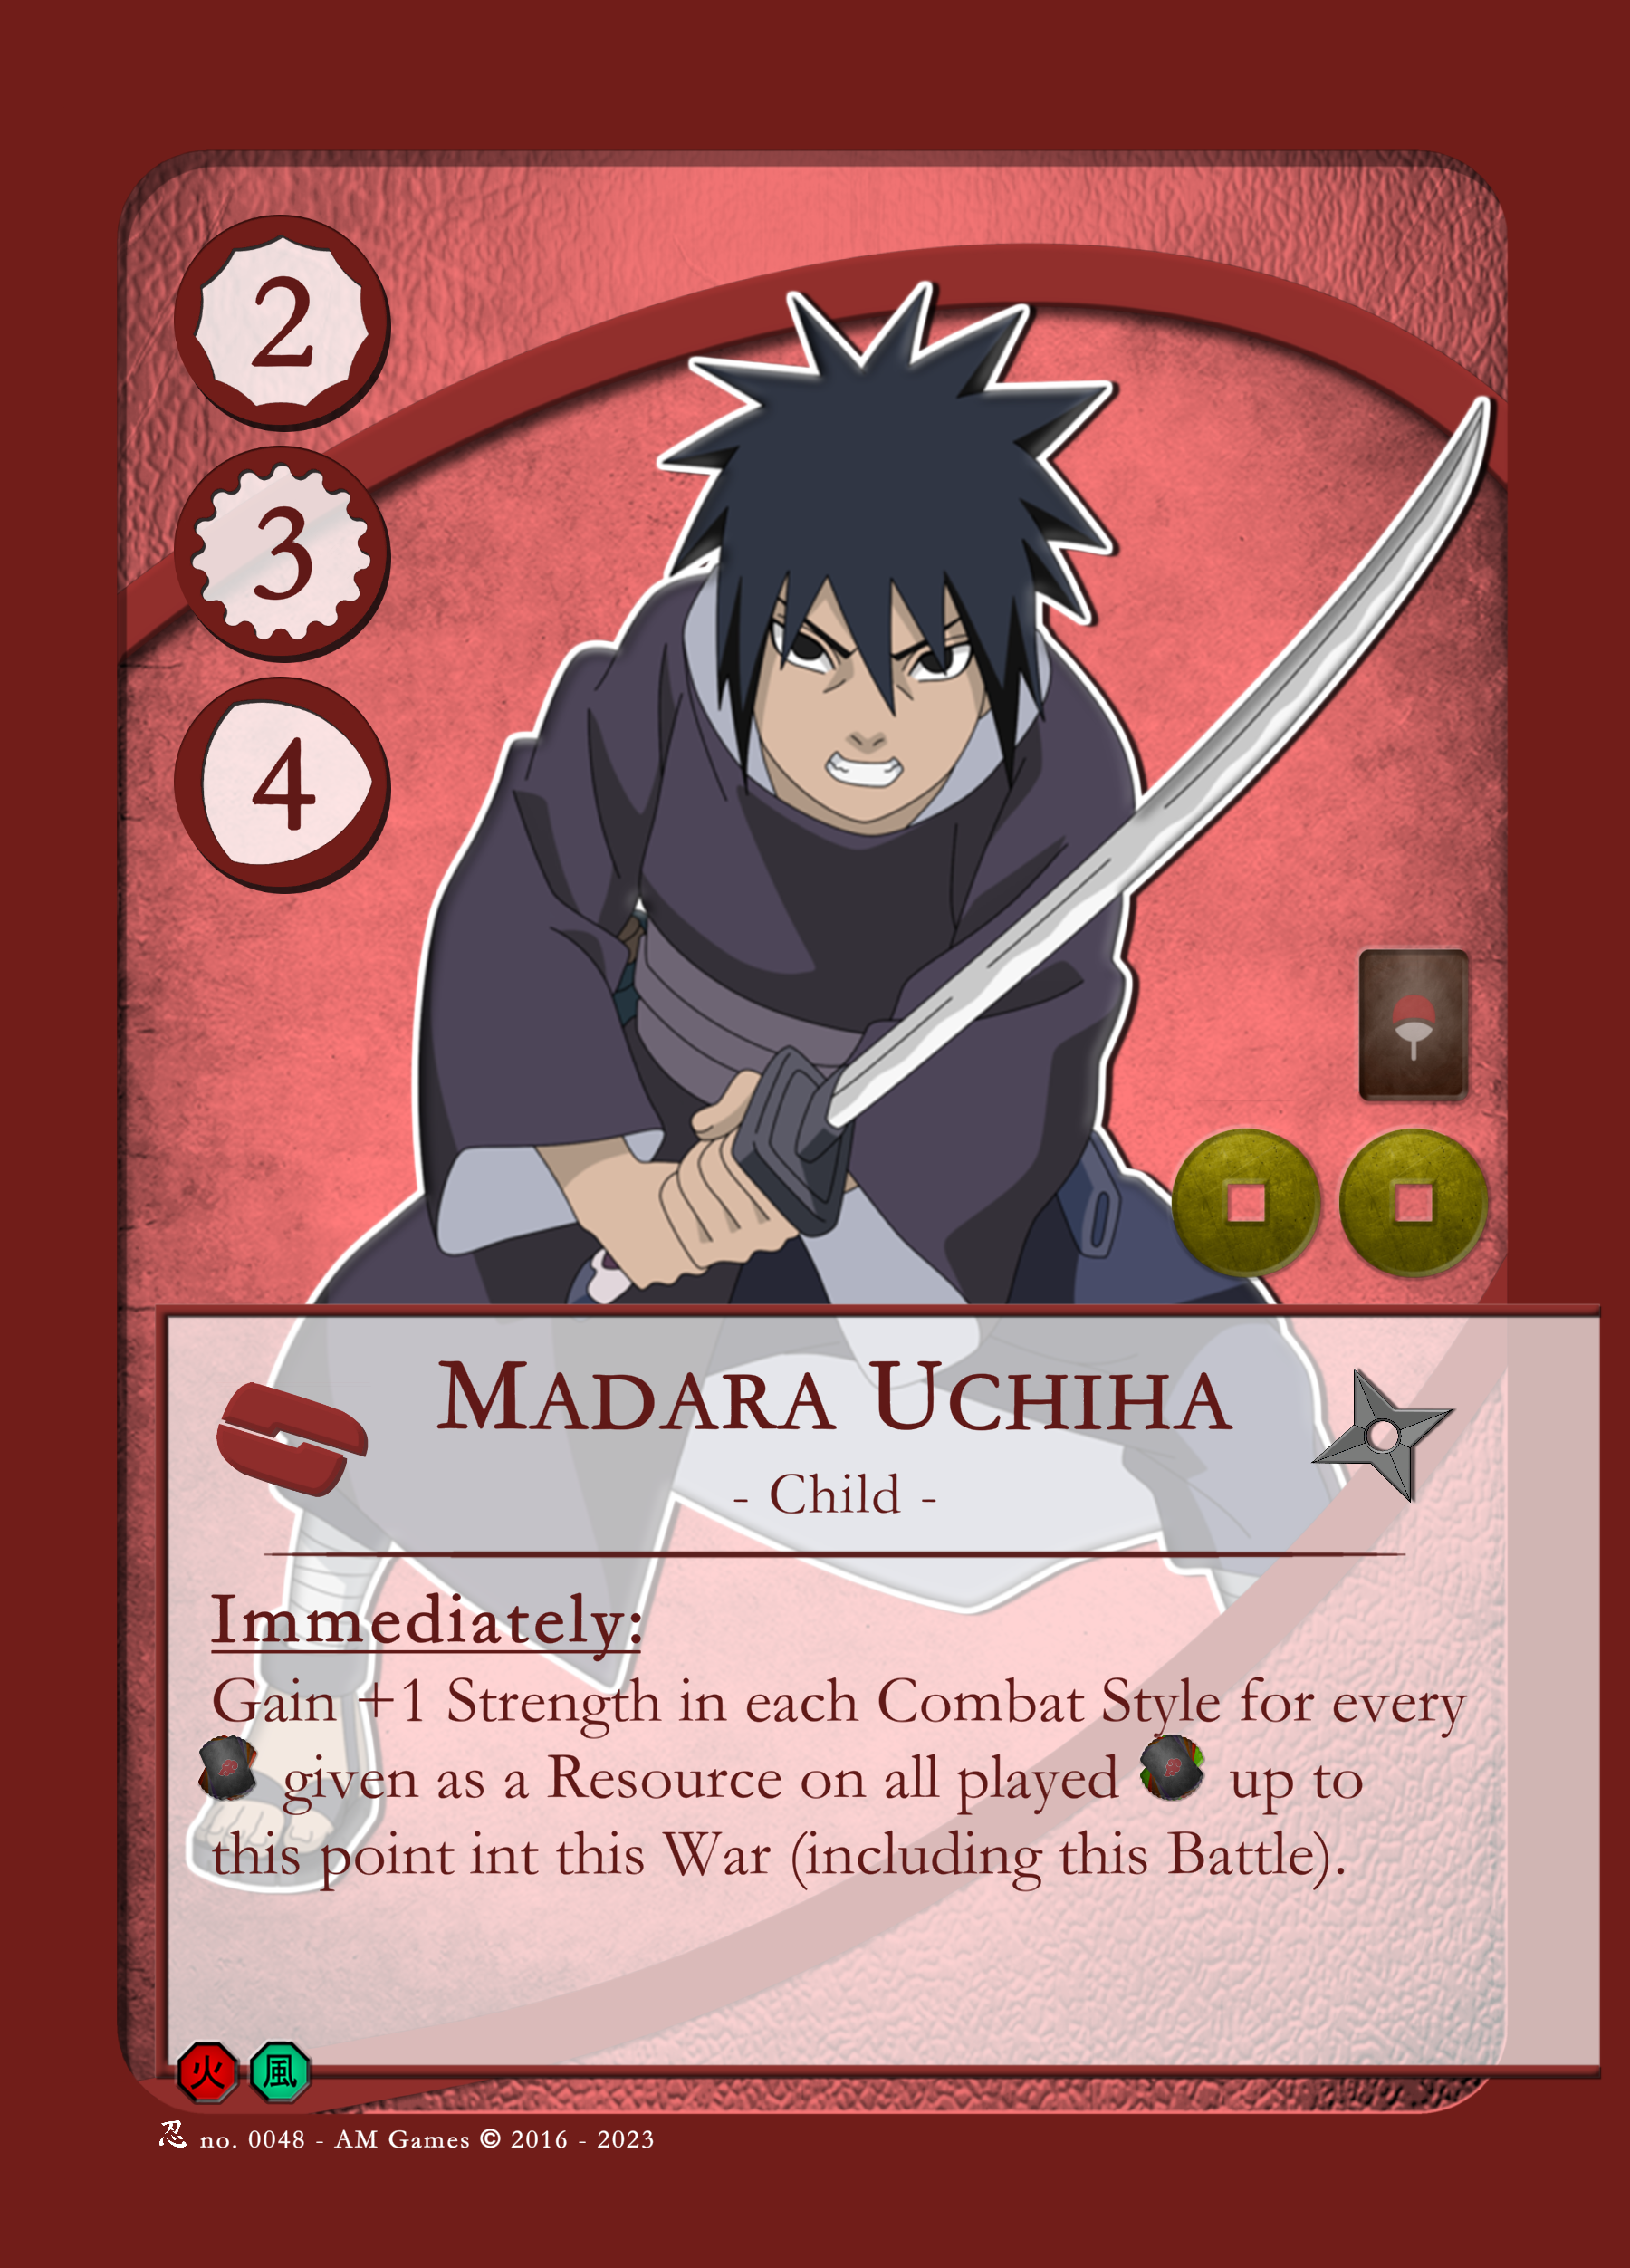 2
3
4
Madara Uchiha
- Child -
Immediately:
Gain +1 Strength in each Combat Style for every
given as a Resource on all played up to
this point int this War (including this Battle).
火 風
忍 no. 0048 - AM Games © 2016 - 2023